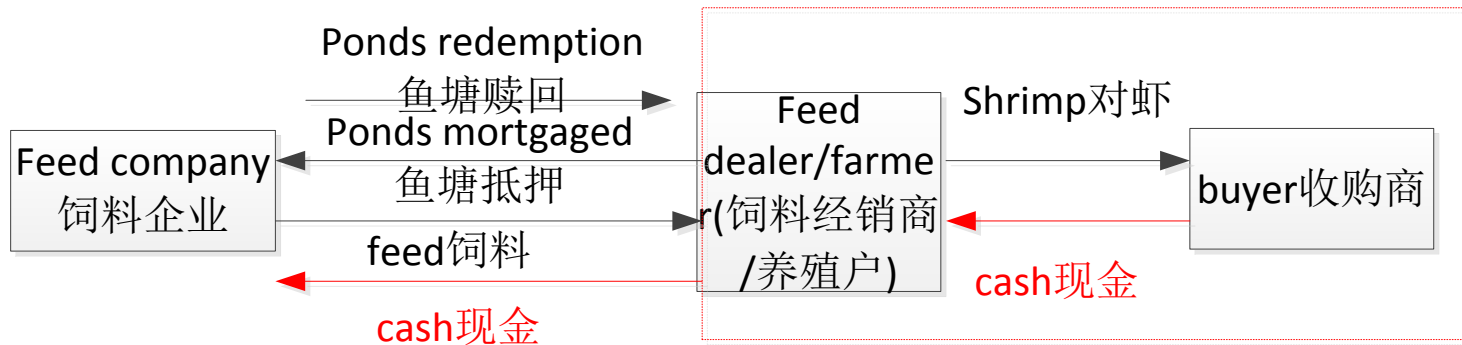 Ponds redemption
鱼塘赎回
Ponds mortgaged
鱼塘抵押
Feed company
饲料企业
feed饲料
cash现金
Feed
dealer/farme
r(饲料经销商
/养殖户)
Shrimp对虾
buyer收购商
cash现金